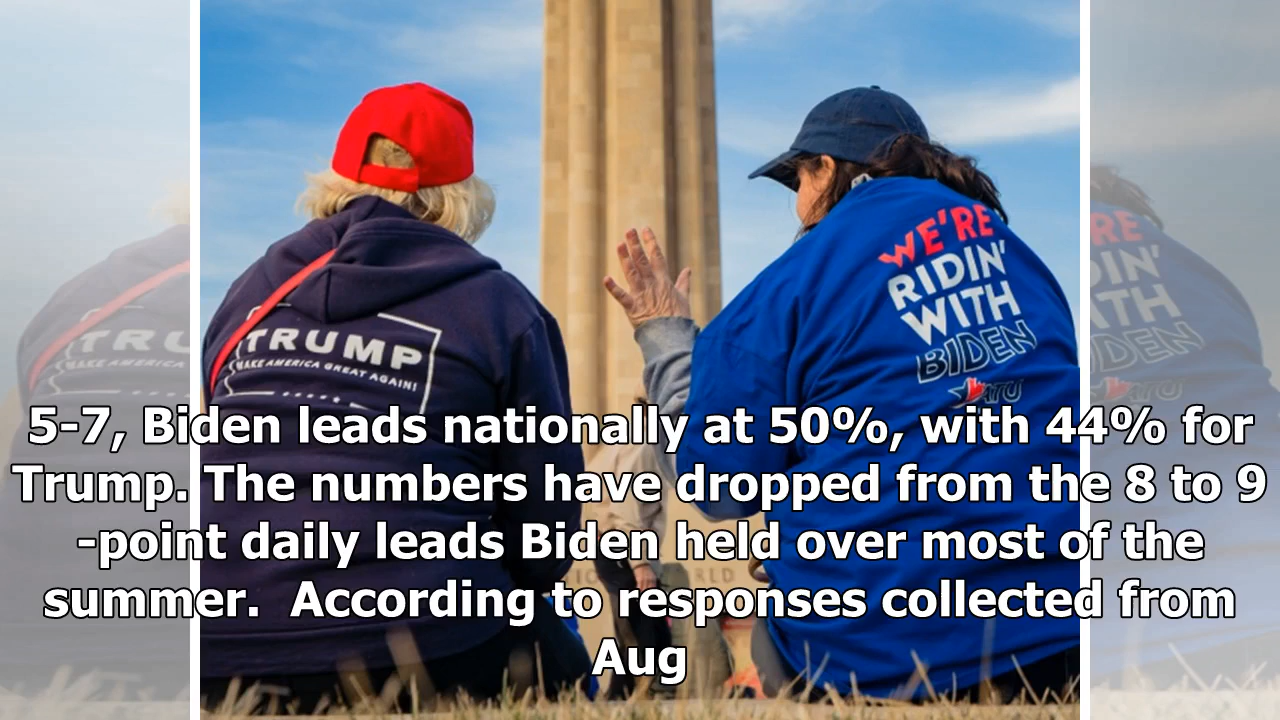 TRUMP
MAKE AMERICA GREAT AGAIN!
WE'RE
RIDIN'
WITH
BIDEN
ATU
5-7, Biden leads nationally at 50%, with 44% for
Trump. The numbers have dropped from the 8 to 9
-point daily leads Biden held over most of the
summer.  According to responses collected from
Aug